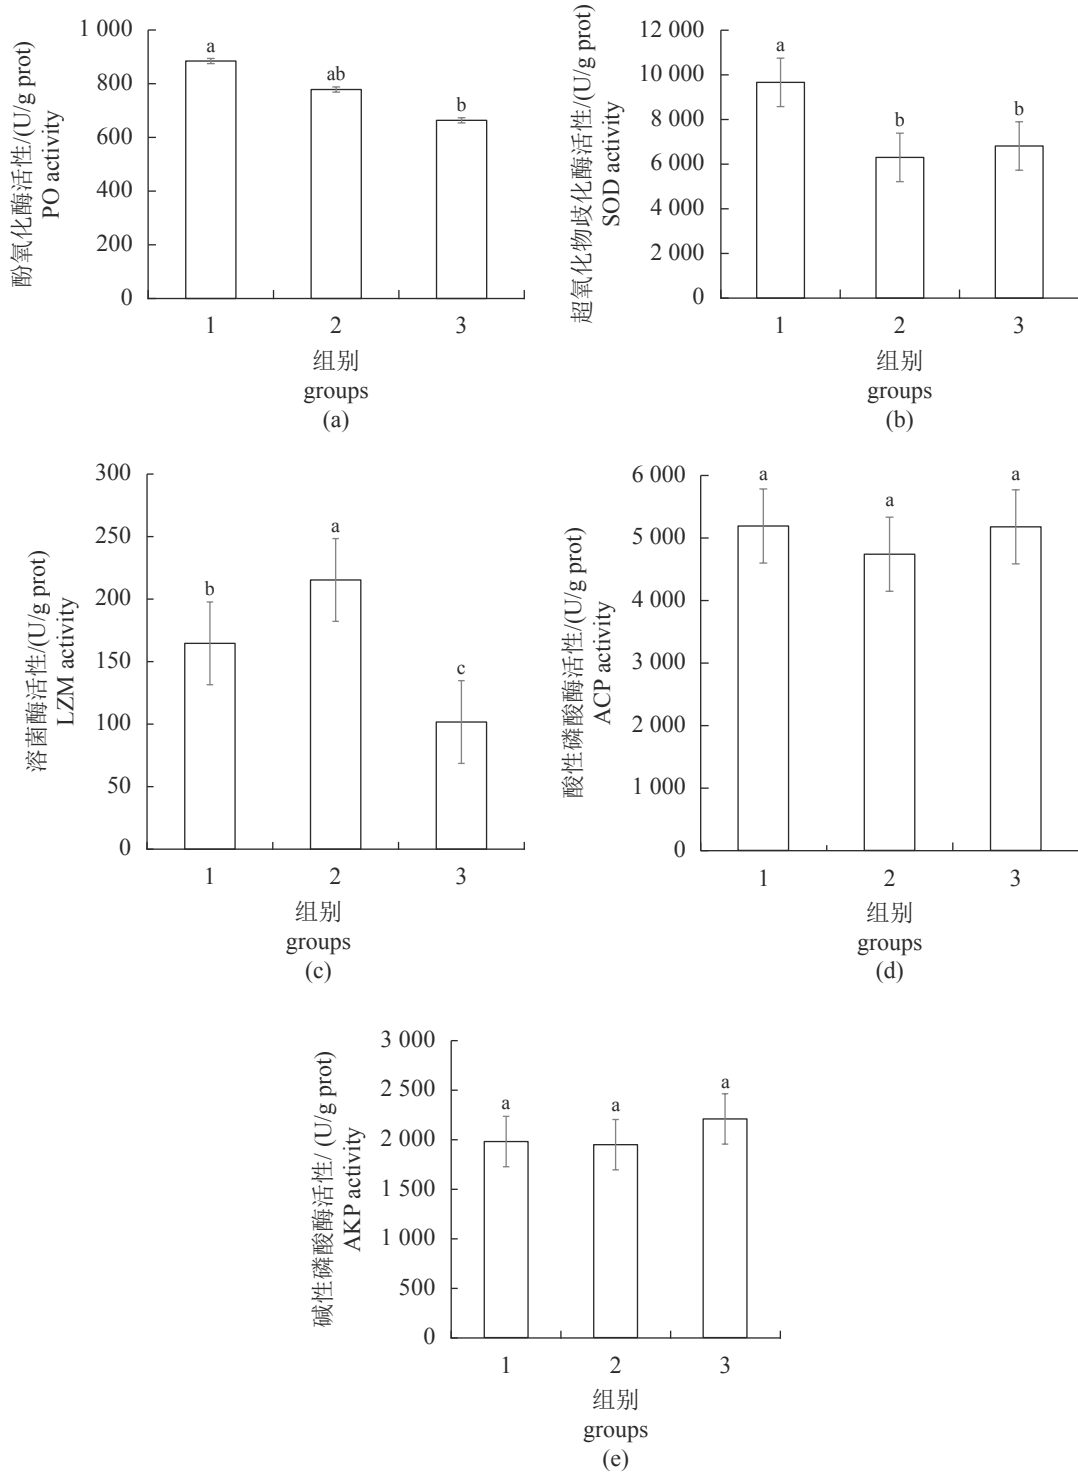 酚氧化酶活性/(U/g prot)
PO activity
1 000
800
600
400
200
0
a
ab
b
1
2
3
组别
groups
(a)
超氧化物歧化酶活性/(U/g prot)
SOD activity
12 000
10 000
8 000
6 000
4 000
2 000
0
a
b
b
1
2
3
组别
groups
(b)
溶菌酶活性/(U/g prot)
LZM activity
300
250
200
150
100
50
0
b
a
c
1
2
3
组别
groups
(c)
酸性磷酸酶活性/(U/g prot)
ACP activity
6 000
5 000
4 000
3 000
2 000
1 000
0
a
a
a
1
2
3
组别
groups
(d)
碱性磷酸酶活性/ (U/g prot)
AKP activity
3 000
2 500
2 000
1 500
1 000
500
0
a
a
a
1
2
3
组别
groups
(e)